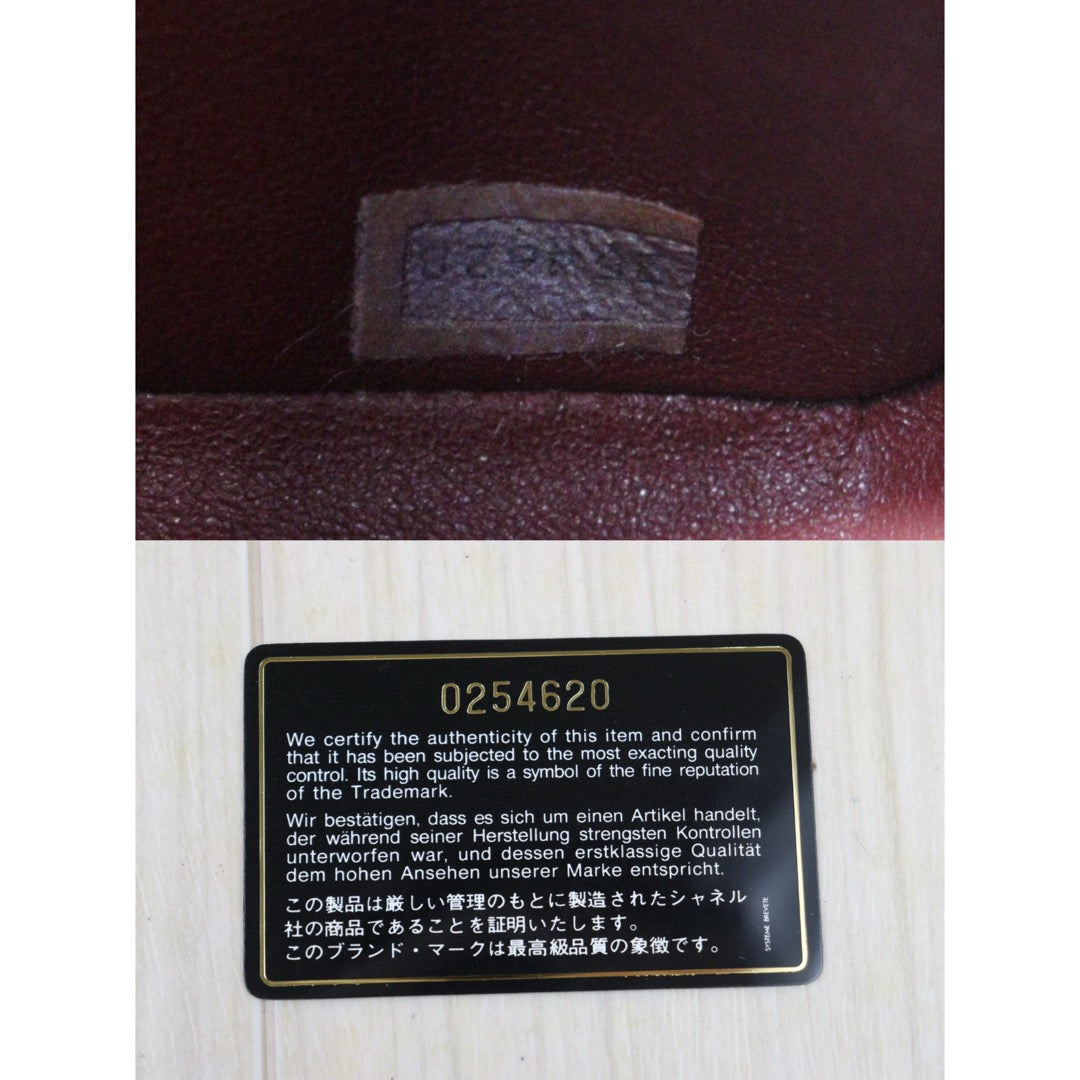 0254620
We certify the authenticity of this item and confirm
that it has been subjected to the most exacting quality
control. Its high quality is a symbol of the fine reputation
of the Trademark.
Wir bestätigen, dass es sich um einen Artikel handelt,
der während seiner Herstellung strengsten Kontrollen
unterworfen war, und dessen erstklassige Qualität
dem hohen Ansehen unserer Marke entspricht.
この製品は厳しい管理のもとに製造されたシャネル
社の商品であることを証明いたします。
このブランド・マークは最高級品質の象徴です。
SYSTEME BREVETE